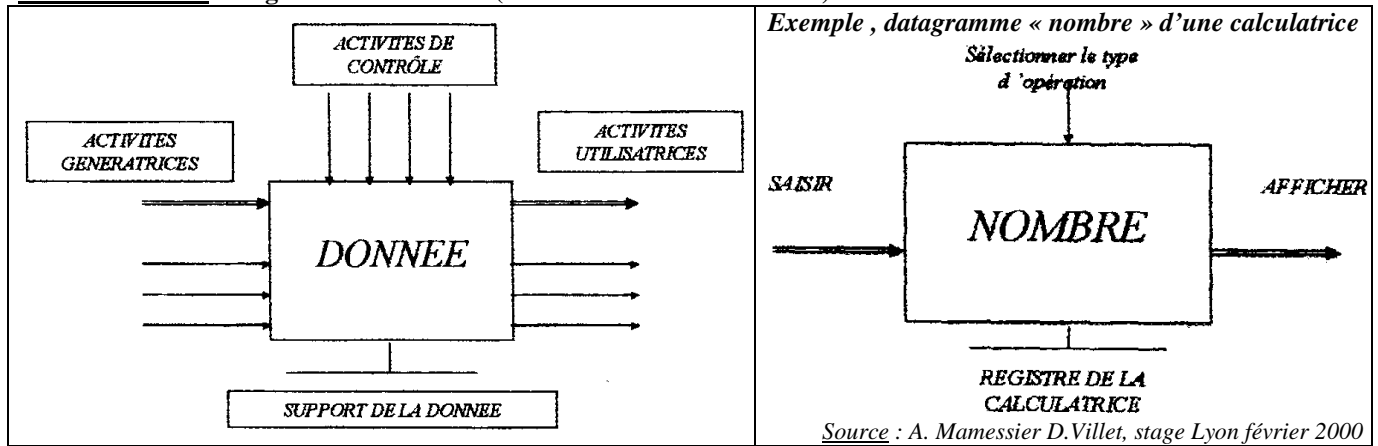 Exemple , datagramme « nombre » d'une calculatrice
ACTIVITES DE
CONTRÔLE
ACTIVITES
GENERATRICES
ACTIVITES
UTILISATRICES
DONNEE
SUPPORT DE LA DONNEE
Sélectionner le type
d 'opération
SAISIR
AFFICHER
NOMBRE
REGISTRE DE LA
CALCULATRICE
Source : A. Mamessier D.Villet, stage Lyon février 2000